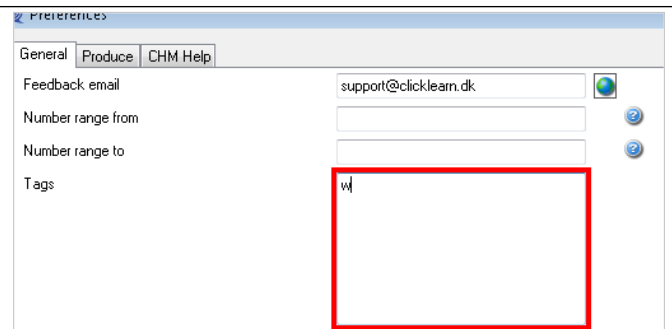 Preferences
General Produce CHM Help
Feedback email support@clicklearn.dk
Number range from
Number range to
Tags w